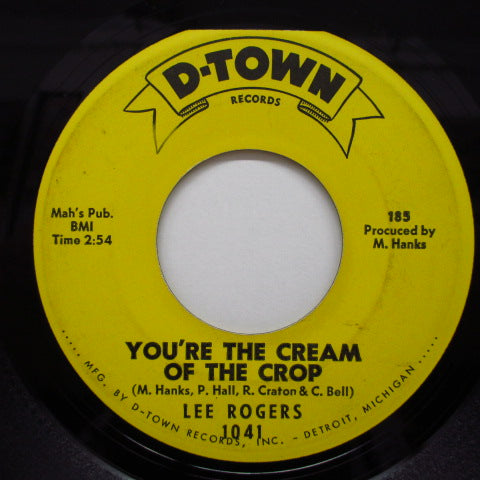 D-TOWN
RECORDS
Mah's Pub.
BMI
Time 2:54
185
Procuced by
M. Hanks
YOU'RE THE CREAM
OF THE CROP
(M. Hanks, P. Hall, R. Craton & C. Bell)
LEE ROGERS
1041
..... MFG. BY D-TOWN RECORDS, INC. - DETROIT, MICHIGAN .....